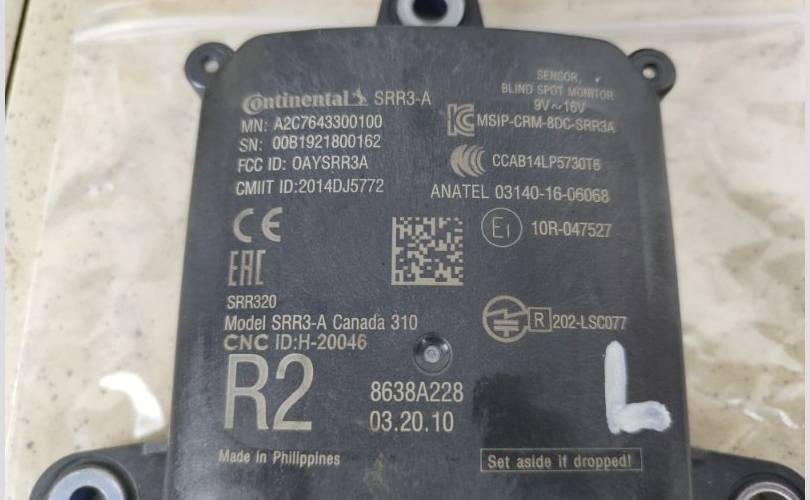 Continental SRR3-A
MN: A2C7643300100
SN: 00B1921800162
FCC ID: OAYSRR3A
CMIIT ID:2014DJ5772
SENSOR,
BLIND SPOT MONITOR
9V~16V
MSIP-CRM-8DC-SRR3A
CCAB14LP5730T6
ANATEL 03140-16-06068
CE
E1 10R-047527
EAC
SRR320
Model SRR3-A Canada 310
CNC ID:H-20046
R 202-LSC077
R2
8638A228
03.20.10
L
Made in Philippines
Set aside if dropped!